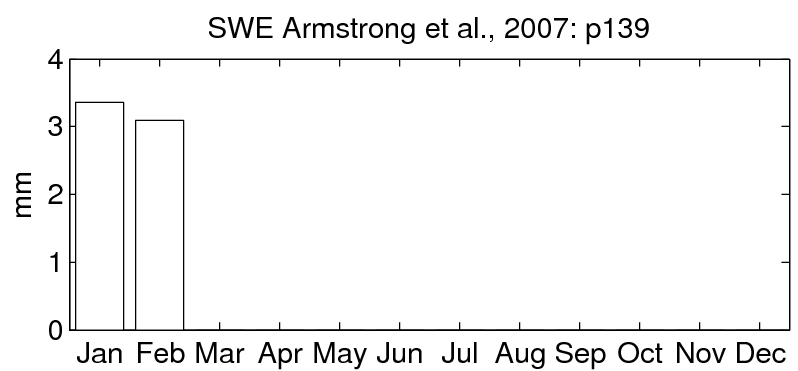 SWE Armstrong et al., 2007: p139
4
3
2
1
0
mm
Jan Feb Mar Apr May Jun Jul Aug Sep Oct Nov Dec